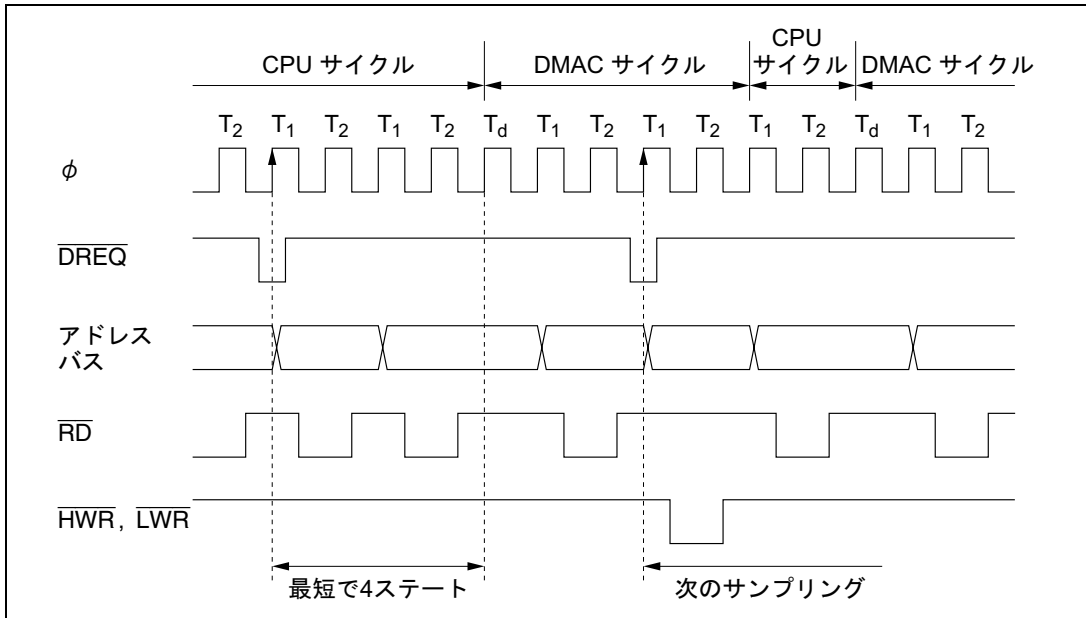 CPU
CPU サイクル DMAC サイクル サイクル DMAC サイクル
T2 T1 T2 T1 T2 Td T1 T2 T1 T2 T1 T2 Td T1 T2
φ
DREQ
アドレス
バス
RD
HWR, LWR
最短で4ステート 次のサンプリング